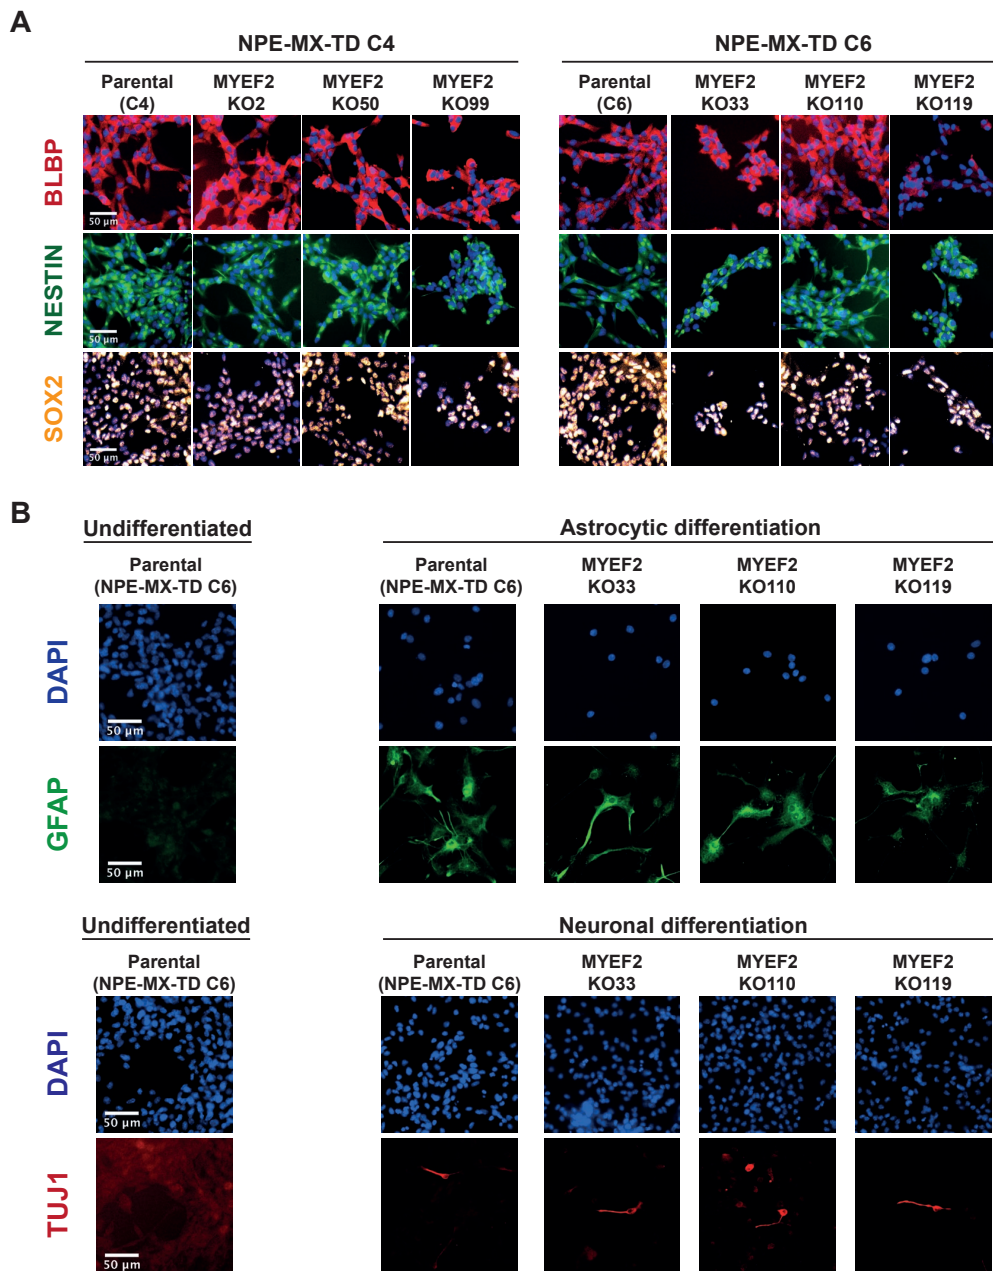 A
NPE-MX-TD C4
NPE-MX-TD C6
Parental
(C4)
MYEF2
KO2
MYEF2
KO50
MYEF2
KO99
Parental
(C6)
MYEF2
KO33
MYEF2
KO110
MYEF2
KO119
BLBP
50 μm
NESTIN
50 μm
SOX2
50 μm
B
Undifferentiated
Astrocytic differentiation
Parental
(NPE-MX-TD C6)
Parental
(NPE-MX-TD C6)
MYEF2
KO33
MYEF2
KO110
MYEF2
KO119
DAPI
50 μm
GFAP
50 μm
Undifferentiated
Neuronal differentiation
Parental
(NPE-MX-TD C6)
Parental
(NPE-MX-TD C6)
MYEF2
KO33
MYEF2
KO110
MYEF2
KO119
DAPI
50 μm
TUJ1
50 μm